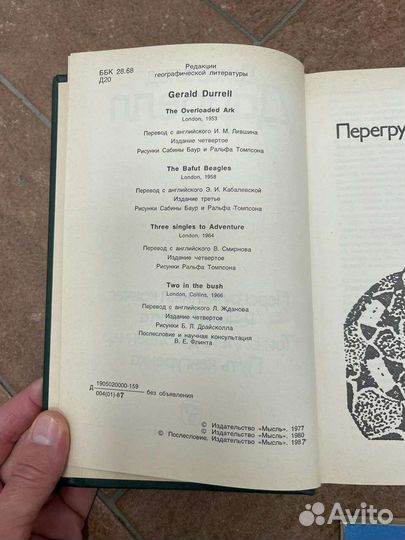 ББК 28.68
Д20
Редакции
географической литературы
Gerald Durrell
The Overloaded Ark
London, 1953
Перевод с английского И. М. Лившина
Издание четвертое
Рисунки Сабины Баур и Ральфа Томпсона
The Bafut Beagles
London, 1958
Перевод с английского Э. И. Кабалевской
Издание третье
Рисунки Сабины Баур и Ральфа Томпсона
Three singles to Adventure
London, 1964
Перевод с английского В. Смирнова
Издание четвертое
Рисунки Ральфа Томпсона
Two in the bush
London, Collins, 1966
Перевод с английского Л. Жданова
Издание четвертое
Рисунки Б. Л. Драйсколла
Послесловие и научная консультация
В. Е. Флинта
Д 1905020000-159 без объявления
004(01)-87
© Издательство «Мысль». 1977
© Издательство «Мысль». 1980
© Послесловие. Издательство «Мысль». 1987
Перегру
Avito